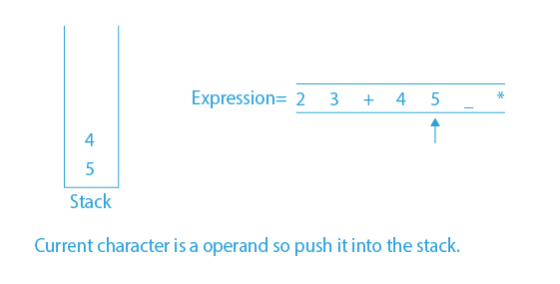 Expression= 2 3 + 4 5 _ *
4
5
Stack
Current character is a operand so push it into the stack.